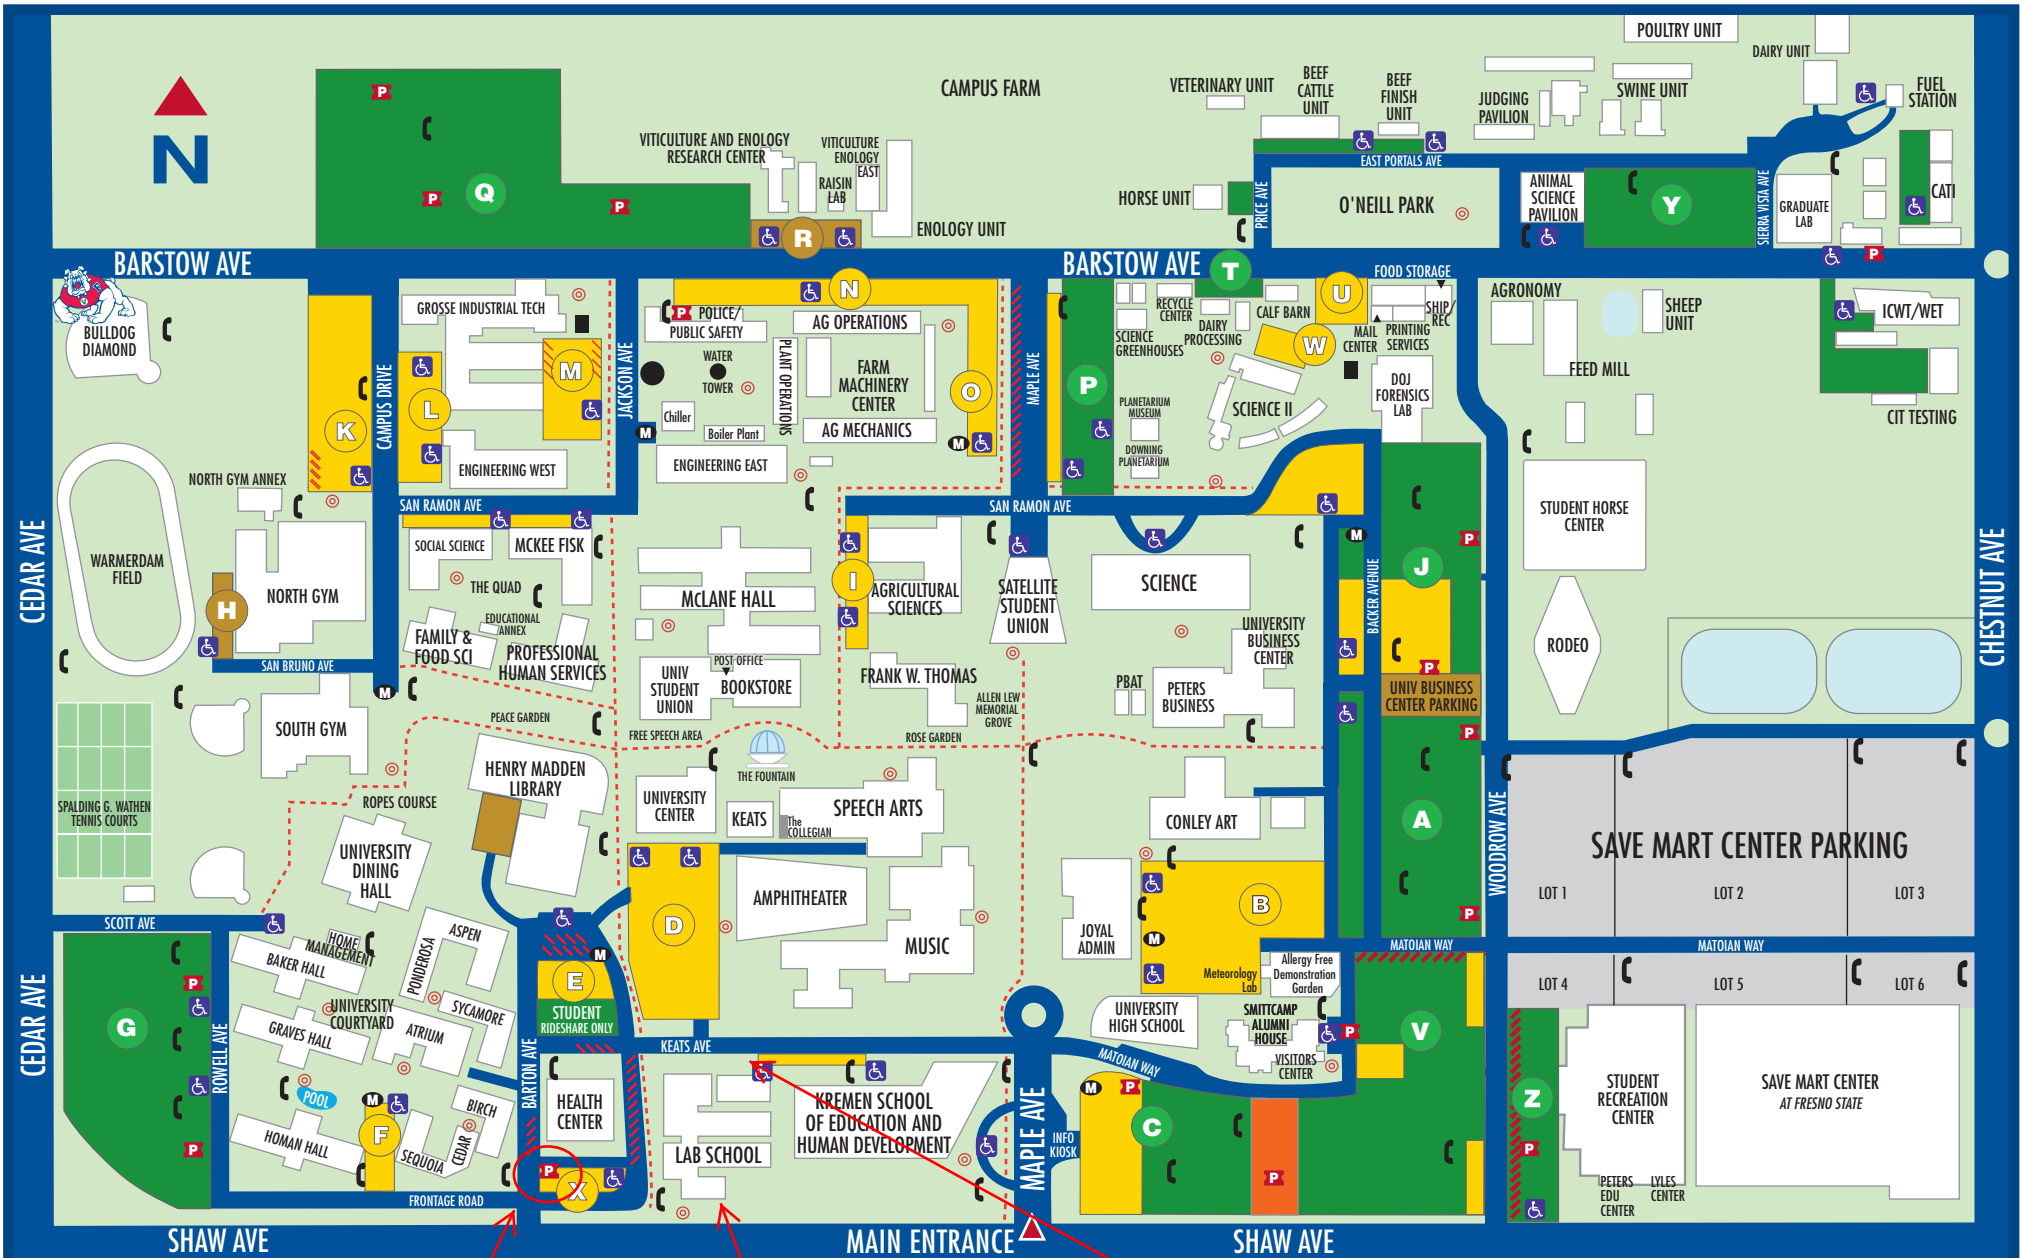 POULTRY UNIT
DAIRY UNIT
CAMPUS FARM
VETERINARY UNIT
BEEF
CATTLE
UNIT
BEEF
FINISH
UNIT
JUDGING
PAVILION
SWINE UNIT
FUEL
STATION
P
N
Q
P
P
VITICULTURE AND ENOLOGY
RESEARCH CENTER
VITICULTURE
ENOLOGY
EAST
RAISIN
LAB
R
ENOLOGY UNIT
EAST PORTALS AVE
HORSE UNIT
PRICE AVE
O'NEILL PARK
ANIMAL
SCIENCE
PAVILION
Y
SIERRA VISTA AVE
GRADUATE
LAB
CATI
P
BARSTOW AVE
BARSTOW AVE
T
FOOD STORAGE
BULLDOG
DIAMOND
GROSSE INDUSTRIAL TECH
P
POLICE/
PUBLIC SAFETY
N
AG OPERATIONS
RECYCLE
CENTER
SCIENCE
GREENHOUSES
DAIRY
PROCESSING
CALF BARN
U
SHIP/
REC
MAIL
CENTER
PRINTING
SERVICES
W
AGRONOMY
SHEEP
UNIT
ICWT/WET
FEED MILL
CIT TESTING
K
CAMPUS DRIVE
L
M
JACKSON AVE
WATER
TOWER
PLANT OPERATIONS
FARM
MACHINERY
CENTER
O
MAPLE AVE
P
Chiller
Boiler Plant
AG MECHANICS
M
M
PLANETARIUM
MUSEUM
DOWNING
PLANETARIUM
SCIENCE II
DOJ
FORENSICS
LAB
ENGINEERING WEST
ENGINEERING EAST
NORTH GYM ANNEX
SAN RAMON AVE
SAN RAMON AVE
CEDAR AVE
WARMERDAM
FIELD
H
NORTH GYM
SAN BRUNO AVE
M
SOCIAL SCIENCE
MCKEE FISK
THE QUAD
EDUCATIONAL
ANNEX
FAMILY &
FOOD SCI
PROFESSIONAL
HUMAN SERVICES
McLANE HALL
I
AGRICULTURAL
SCIENCES
SATELLITE
STUDENT
UNION
SCIENCE
M
BACKER AVENUE
J
P
P
STUDENT HORSE
CENTER
RODEO
CHESTNUT AVE
UNIVERSITY
BUSINESS
CENTER
POST OFFICE
UNIV
STUDENT
UNION
BOOKSTORE
FRANK W. THOMAS
ALLEN LEW
MEMORIAL
GROVE
PBAT
PETERS
BUSINESS
UNIV BUSINESS
CENTER PARKING
P
SOUTH GYM
PEACE GARDEN
FREE SPEECH AREA
ROSE GARDEN
THE FOUNTAIN
HENRY MADDEN
LIBRARY
SPALDING G. WATHEN
TENNIS COURTS
ROPES COURSE
UNIVERSITY
CENTER
KEATS
The
COLLEGIAN
SPEECH ARTS
CONLEY ART
A
WOODROW AVE
SAVE MART CENTER PARKING
LOT 1
LOT 2
LOT 3
UNIVERSITY
DINING
HALL
AMPHITHEATER
D
MUSIC
JOYAL
ADMIN
B
M
P
SCOTT AVE
MATOIAN WAY
MATOIAN WAY
HOME
MANAGEMENT
BAKER HALL
PONDEROSA
ASPEN
M
E
STUDENT
RIDESHARE ONLY
Meteorology
Lab
Allergy Free
Demonstration
Garden
LOT 4
LOT 5
LOT 6
CEDAR AVE
G
P
P
ROWELL AVE
UNIVERSITY
COURTYARD
GRAVES HALL
SYCAMORE
ATRIUM
BARTON AVE
KEATS AVE
UNIVERSITY
HIGH SCHOOL
SMITTCAMP
ALUMNI
HOUSE
P
VISITORS
CENTER
V
MATOIAN WAY
POOL
M
F
HOMAN HALL
SEQUOIA
CEDAR
BIRCH
HEALTH
CENTER
P
X
LAB SCHOOL
KREMEN SCHOOL
OF EDUCATION AND
HUMAN DEVELOPMENT
MAPLE AVE
INFO
KIOSK
M
P
C
P
Z
P
STUDENT
RECREATION
CENTER
SAVE MART CENTER
AT FRESNO STATE
PETERS
EDU
CENTER
LYLES
CENTER
FRONTAGE ROAD
SHAW AVE
MAIN ENTRANCE
SHAW AVE